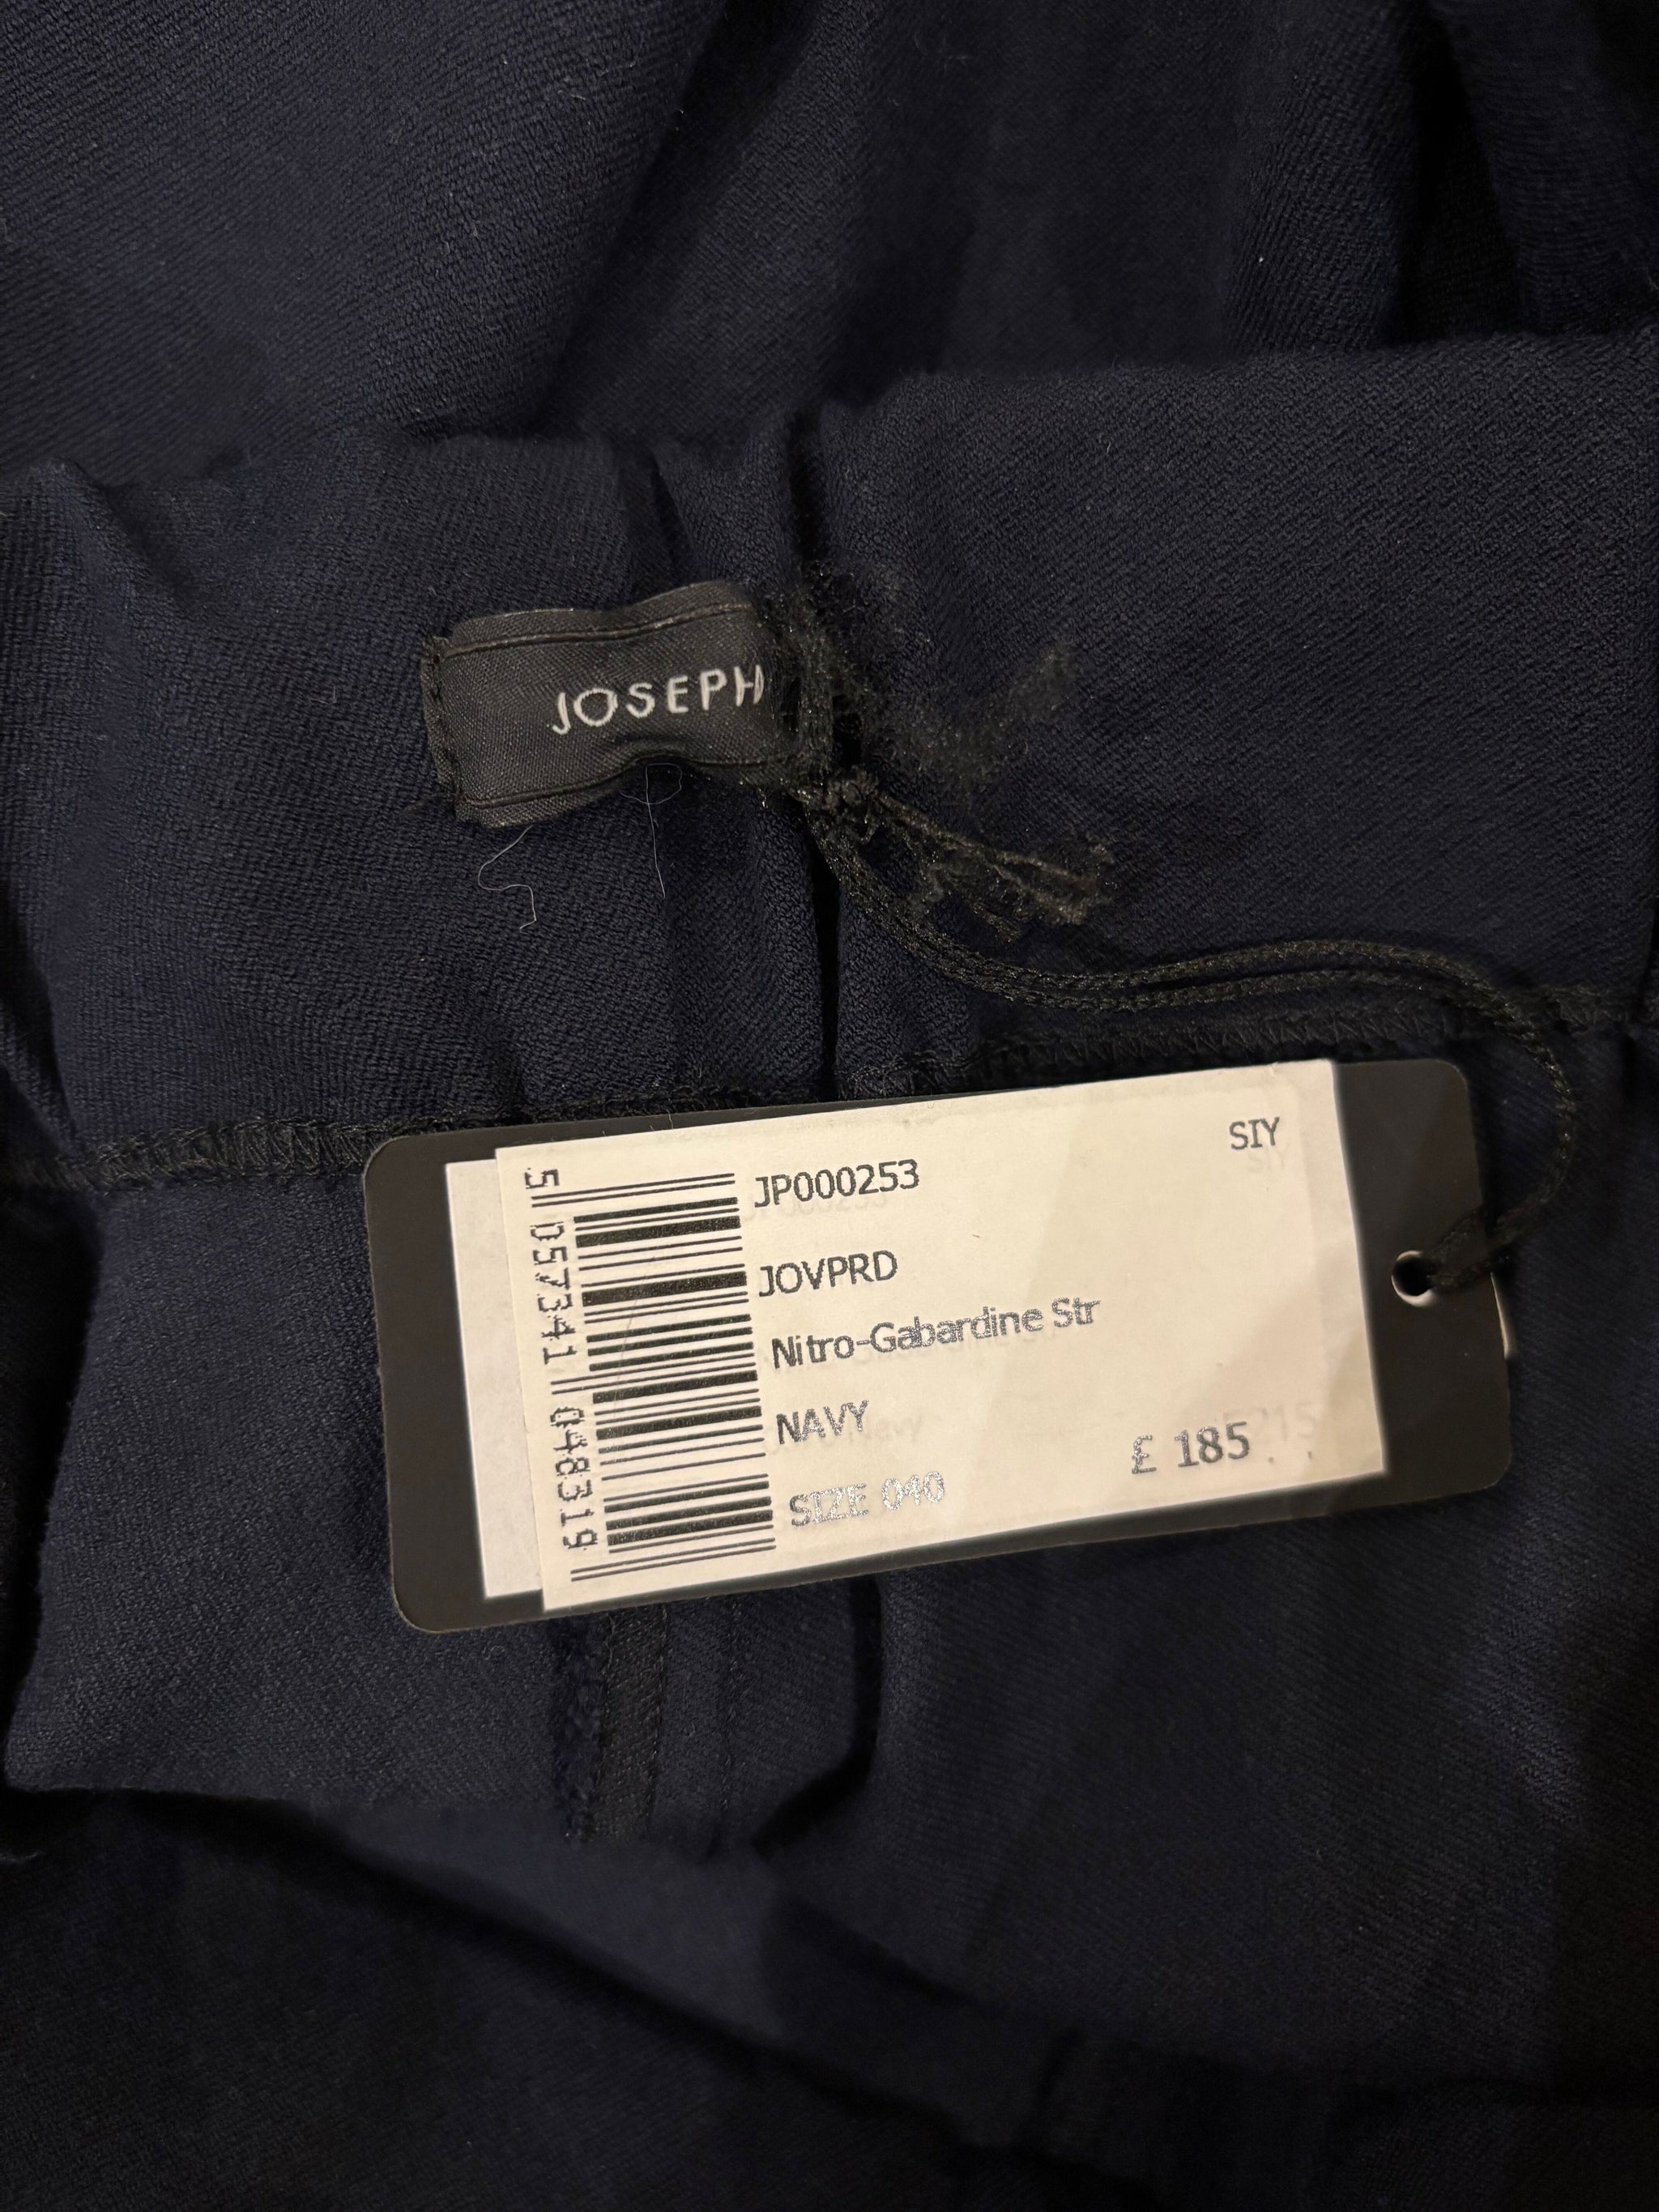 JOSEPH
SIY
JP000253
JOVPRD
Nitro-Gabardine Str
NAVY
£ 185
SIZE 040
5 057341 048319